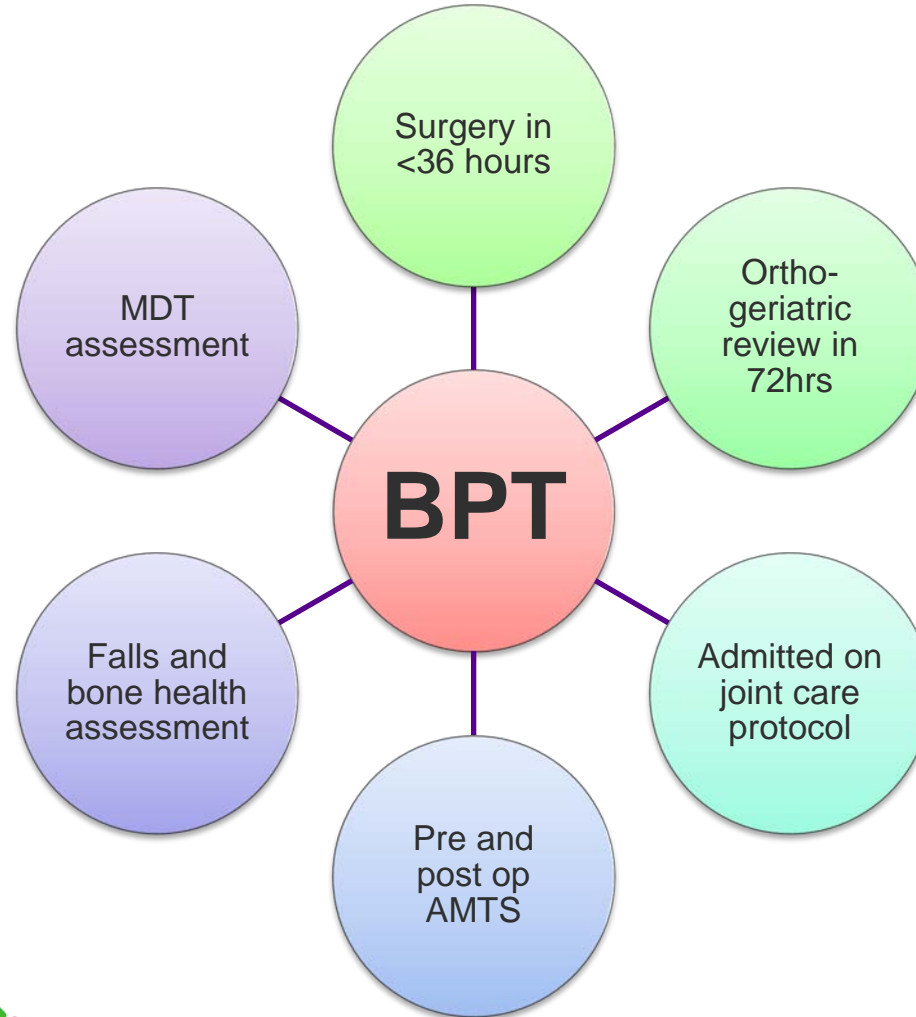 Surgery in
<36 hours
Ortho-
geriatric
review in
72hrs
MDT
assessment
BPT
Falls and
bone health
assessment
Admitted on
joint care
protocol
Pre and
post op
AMTS